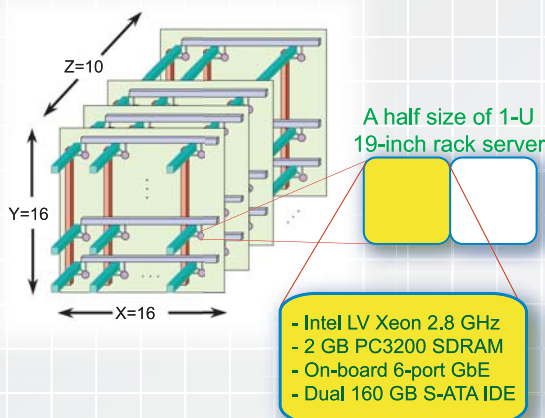 Z=10
A half size of 1-U
19-inch rack server
Y=16
X=16
- Intel LV Xeon 2.8 GHz
- 2 GB PC3200 SDRAM
- On-board 6-port GbE
- Dual 160 GB S-ATA IDE